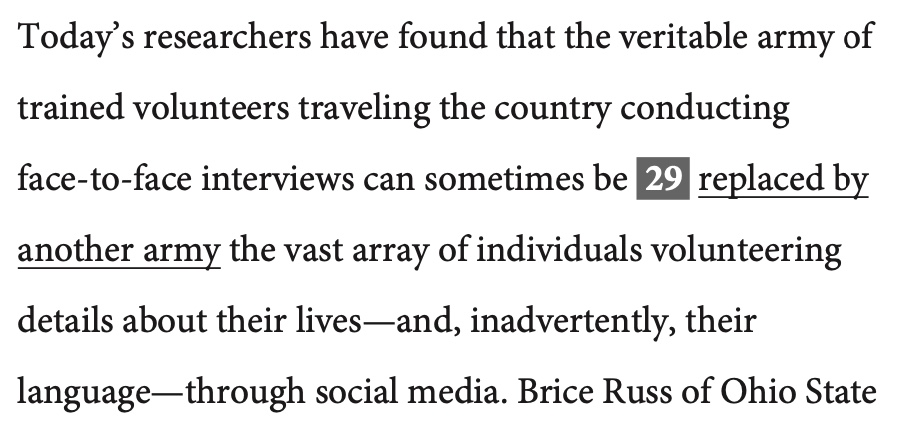 Today’s researchers have found that the veritable army of
trained volunteers traveling the country conducting
face-to-face interviews can sometimes be 29 replaced by
another army the vast array of individuals volunteering
details about their lives—and, inadvertently, their
language—through social media. Brice Russ of Ohio State